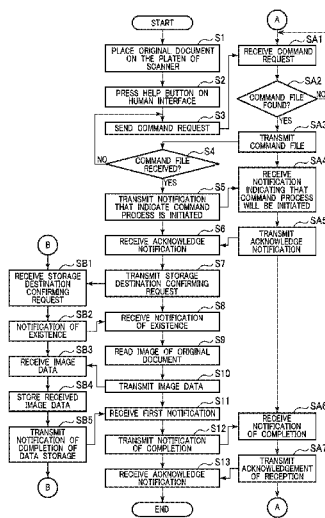 START
S1
PLACE ORIGINAL DOCUMENT
ON THE PLATEN OF
SCANNER
S2
PRESS HELP BUTTON ON
HUMAN INTERFACE
S3
SEND COMMAND REQUEST
S4
COMMAND FILE
RECEIVED?
NO
YES
S5
TRANSMIT NOTIFICATION
THAT INDICATE COMMAND
PROCESS IS INITIATED
S6
RECEIVE ACKNOWLEDGE
NOTIFICATION
S7
TRANSMIT STORAGE
DESTINATION CONFIRMING
REQUEST
S8
RECEIVE NOTIFICATION
OF EXISTENCE
S9
READ IMAGE OF ORIGINAL
DOCUMENT
S10
TRANSMIT IMAGE DATA
S11
RECEIVE FIRST NOTIFICATION
S12
TRANSMIT NOTIFICATION
OF COMPLETION
S13
RECEIVE ACKNOWLEDGE
NOTIFICATION
END
A
SA1
RECEIVE COMMAND
REQUEST
SA2
COMMAND FILE
FOUND?
NO
YES
SA3
TRANSMIT
COMMAND FILE
SA4
RECEIVE
NOTIFICATION
INDICATING THAT
COMMAND PROCESS
WILL BE INITIATED
SA5
TRANSMIT
ACKNOWLEDGE
NOTIFICATION
SA6
RECEIVE
NOTIFICATION
OF COMPLETION
SA7
TRANSMIT
ACKNOWLEDGEMENT
OF RECEPTION
A
B
SB1
RECEIVE STORAGE
DESTINATION
CONFIRMING
REQUEST
SB2
NOTIFICATION
OF EXISTENCE
SB3
RECEIVE IMAGE
DATA
SB4
STORE RECEIVED
IMAGE DATA
SB5
TRANSMIT
NOTIFICATION OF
COMPLETION OF
DATA STORAGE
B